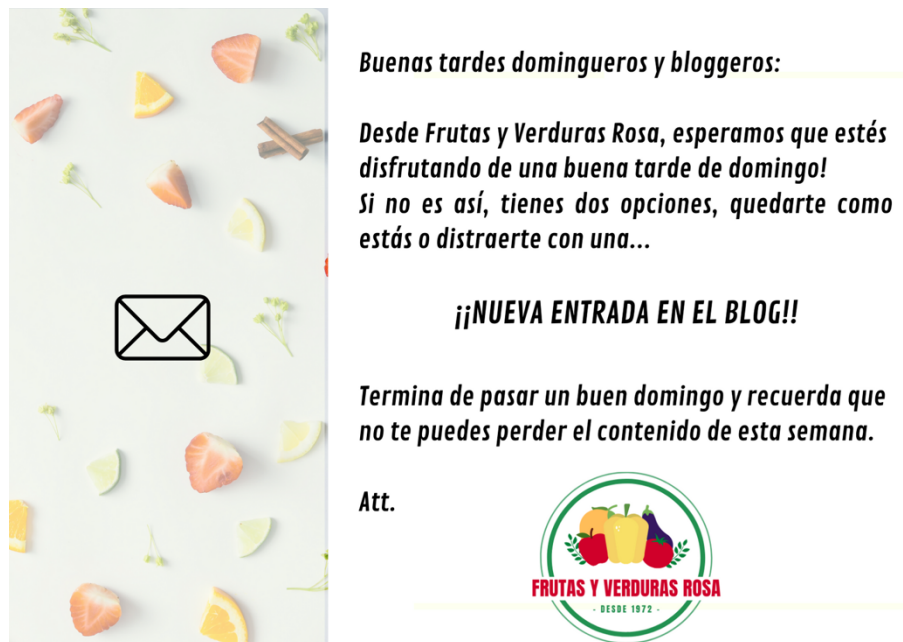 Buenas tardes domingueros y bloggeros:
Desde Frutas y Verduras Rosa, esperamos que estés
disfrutando de una buena tarde de domingo!
Si no es así, tienes dos opciones, quedarte como
estás o distraerte con una...
¡¡NUEVA ENTRADA EN EL BLOG!!
Termina de pasar un buen domingo y recuerda que
no te puedes perder el contenido de esta semana.
Att.
FRUTAS Y VERDURAS ROSA
- DESDE 1972 -